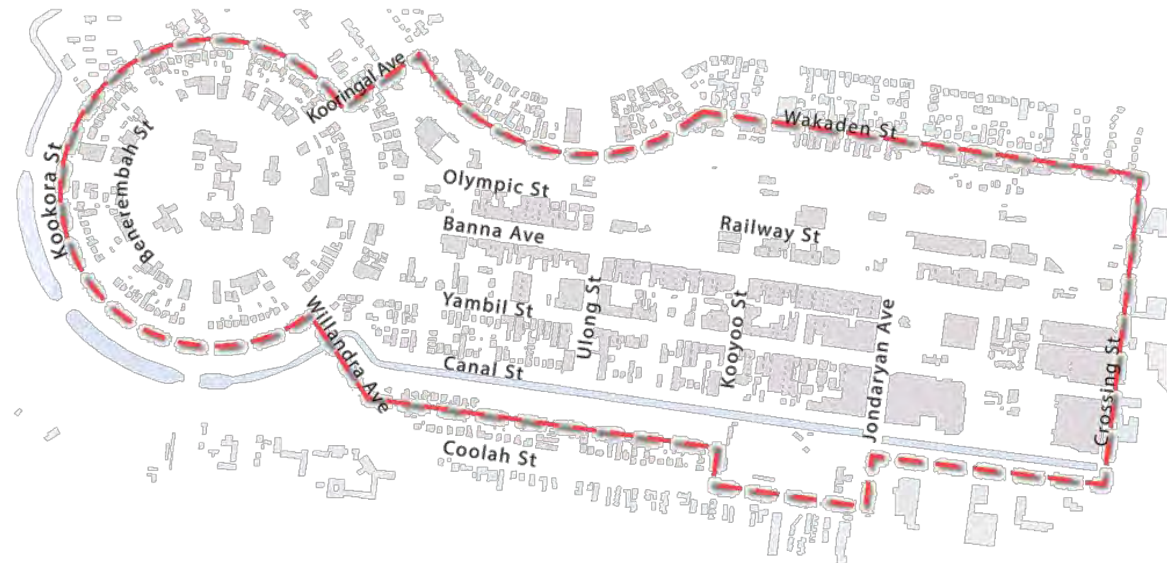 Kooringal Ave
Wakaden St
Kookora St
Benerembah St
Olympic St
Banna Ave
Railway St
Yambil St
Ulong St
Kooyoo St
Jondaryan Ave
Willandra Ave
Canal St
Crossing St
Coolah St